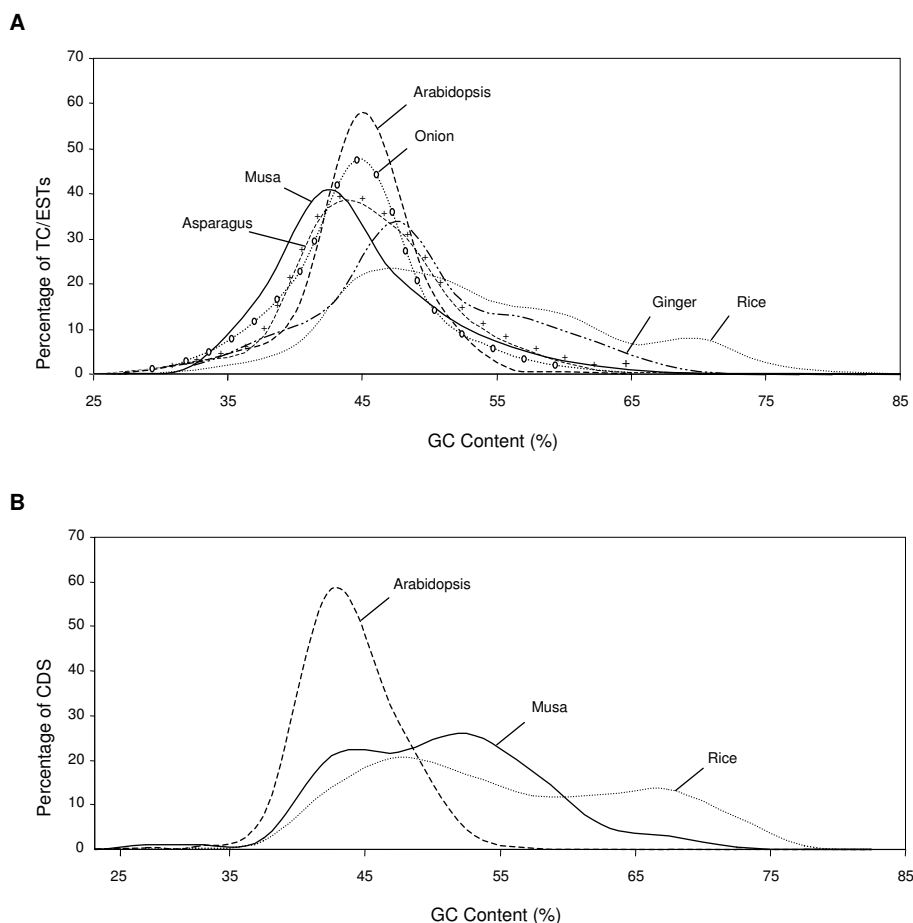 A
70
60
50
40
30
20
10
0
Percentage of TC/ESTs
Arabidopsis
Onion
Musa
Asparagus
Ginger
Rice
25 35 45 55 65 75 85
GC Content (%)
B
70
60
50
40
30
20
10
0
Percentage of CDS
Arabidopsis
Musa
Rice
25 35 45 55 65 75 85
GC Content (%)